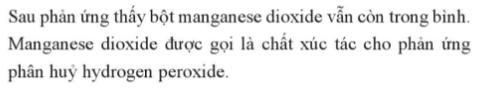 Sau phản ứng thấy bột manganese dioxide vẫn còn trong bình.
Manganese dioxide được gọi là chất xúc tác cho phản ứng
phân huỷ hydrogen peroxide.